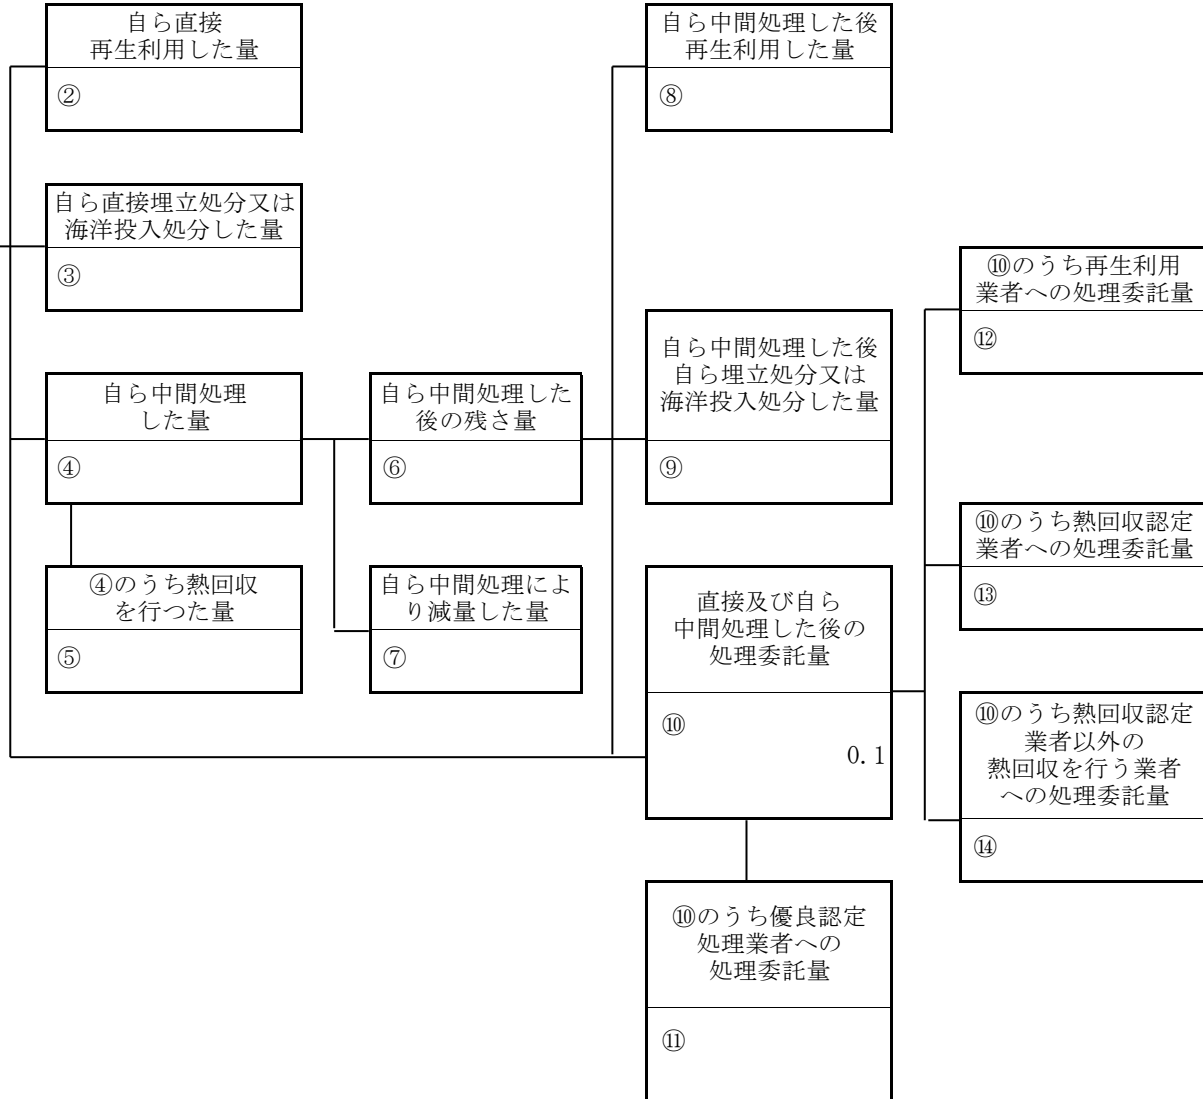 自ら直接
再生利用した量
②
自ら直接埋立処分又は
海洋投入処分した量
③
自ら中間処理
した量
④
④のうち熱回収
を行つた量
⑤
自ら中間処理した
後の残さ量
⑥
自ら中間処理によ
り減量した量
⑦
自ら中間処理した後
再生利用した量
⑧
自ら中間処理した後
自ら埋立処分又は
海洋投入処分した量
⑨
直接及び自ら
中間処理した後の
処理委託量
⑩
0.1
⑩のうち優良認定
処理業者への
処理委託量
⑪
⑩のうち再生利用
業者への処理委託量
⑫
⑩のうち熱回収認定
業者への処理委託量
⑬
⑩のうち熱回収認定
業者以外の
熱回収を行う業者
への処理委託量
⑭